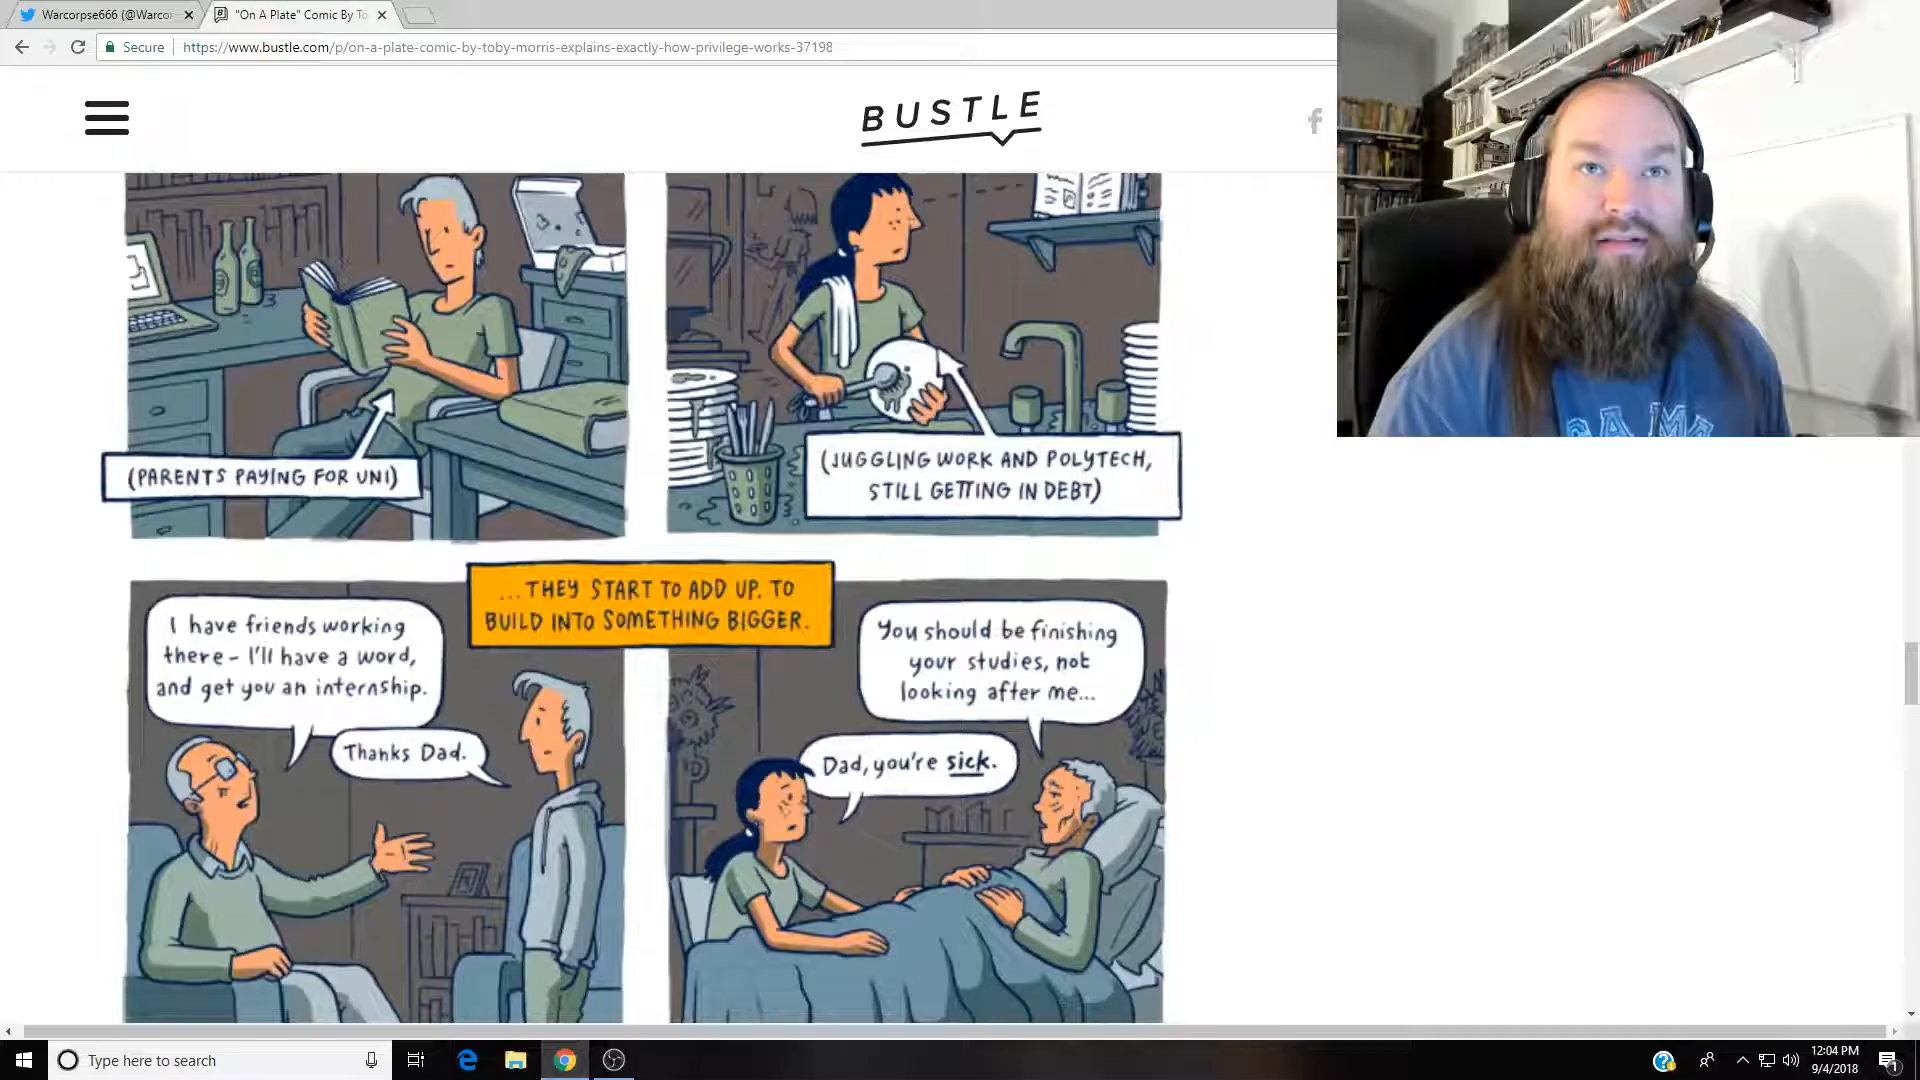 Warcorpse666 (@Warco
"On A Plate" Comic By To
Secure
https://www.bustle.com/p/on-a-plate-comic-by-toby-morris-explains-exactly-how-privilege-works-37198
BUSTLE
f
(PARENTS PAYING FOR UNI)
(JUGGLING WORK AND POLYTECH,
STILL GETTING IN DEBT)
...THEY START TO ADD UP. TO
BUILD INTO SOMETHING BIGGER.
I have friends working
there - I'll have a word,
and get you an internship.
Thanks Dad.
You should be finishing
your studies, not
looking after me...
Dad, you're sick.
Type here to search
12:04 PM
9/4/2018
1